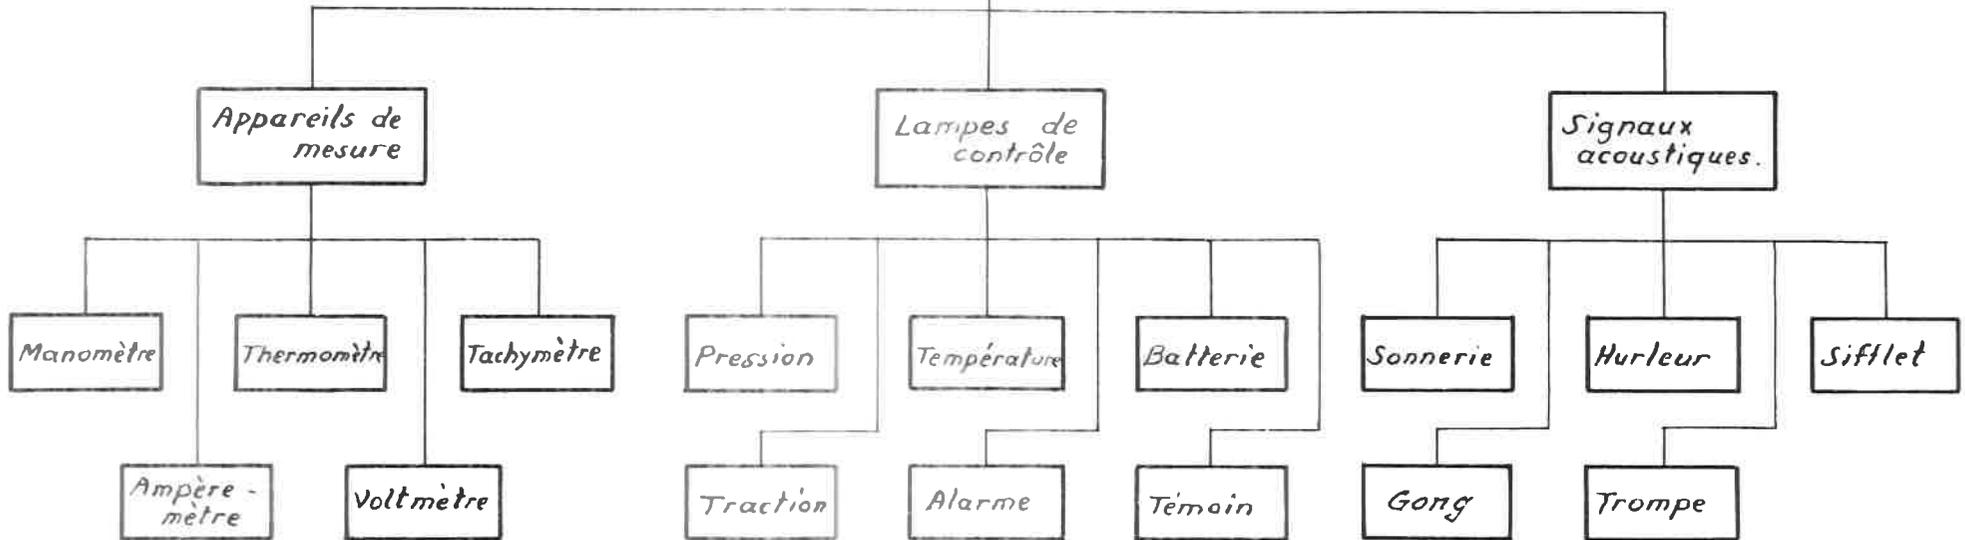 Appareils de
mesure
Lampes de
contrôle
Signaux
acoustiques.
Manomètre
Thermomètre
Tachymètre
Pression
Température
Batterie
Sonnerie
Hurleur
Sifflet
Ampère-
mètre
Voltmètre
Traction
Alarme
Témoin
Gong
Trompe